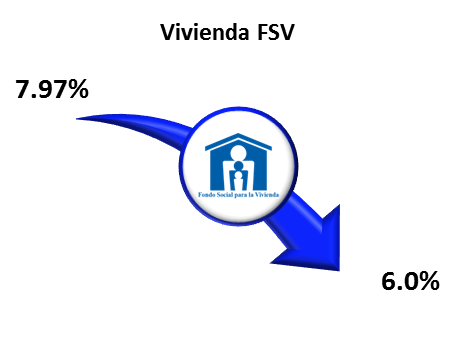 Vivienda FSV
7.97%
Fondo Social para la Vivienda
6.0%